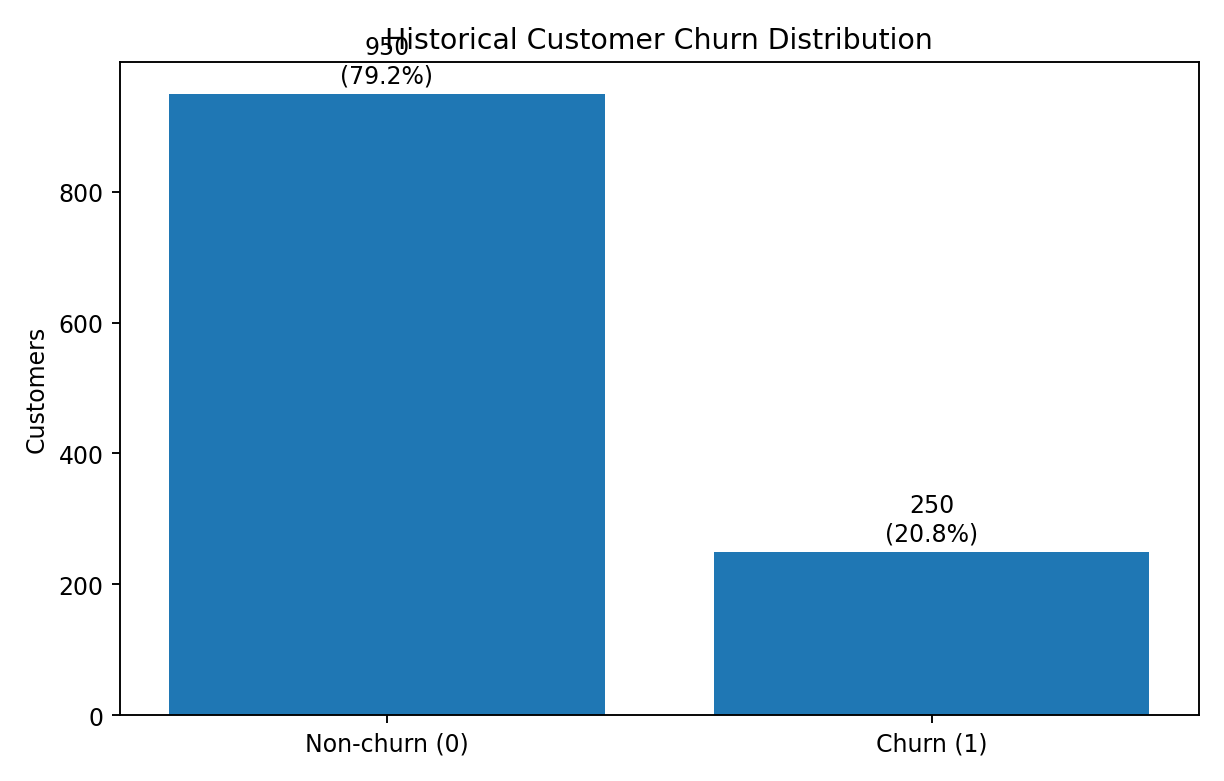 Historical Customer Churn Distribution
950
(79.2%)
800
600
400
200
0
Customers
250
(20.8%)
Non-churn (0)
Churn (1)